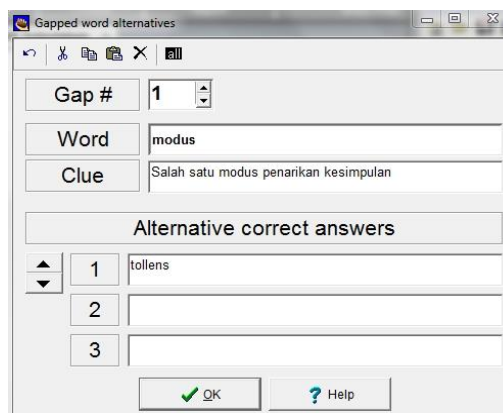 Gapped word alternatives
all
Gap # 1
Word modus
Clue Salah satu modus penarikan kesimpulan
Alternative correct answers
1 tollens
2
3
OK ? Help